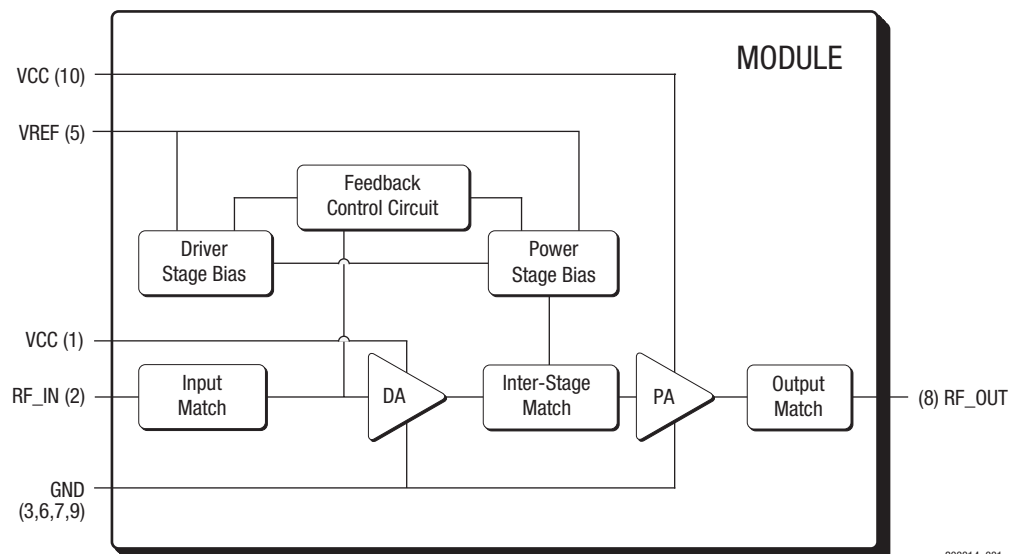 MODULE
VCC (10)
VREF (5)
Feedback
Control Circuit
Driver
Stage Bias
Power
Stage Bias
VCC (1)
RF_IN (2)
Input
Match
DA
Inter-Stage
Match
PA
Output
Match
(8) RF_OUT
GND
(3,6,7,9)